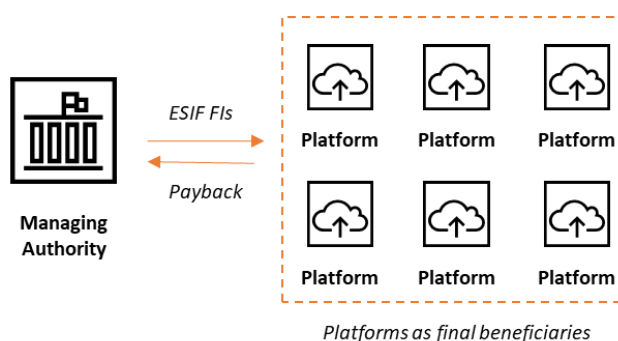 ESIF FIs
Payback
Managing
Authority
Platform Platform Platform
Platform Platform Platform
Platforms as final beneficiaries